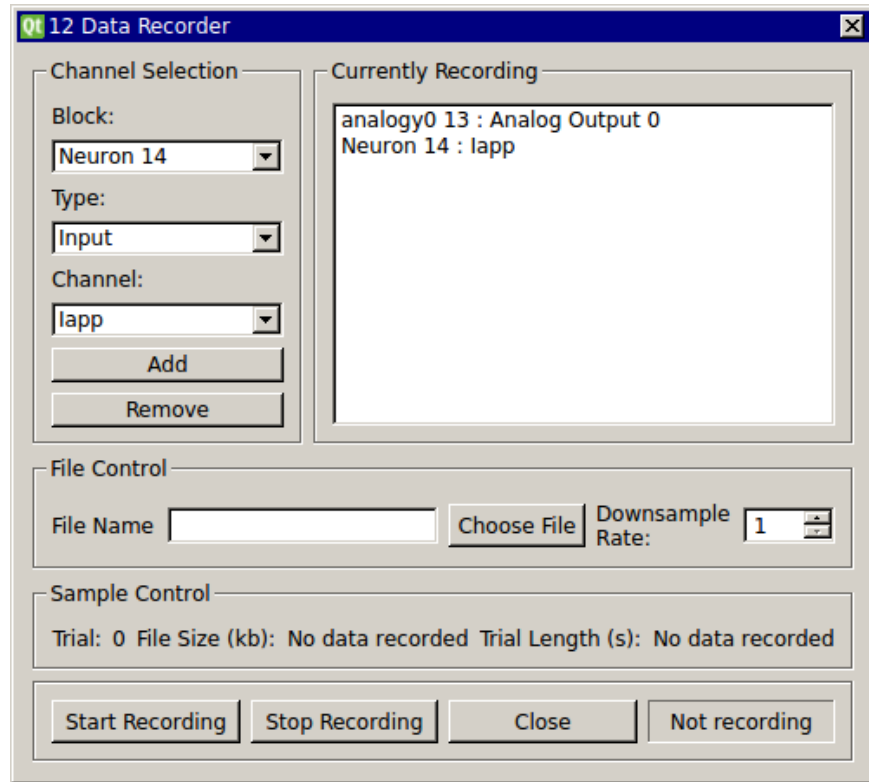 Qt 12 Data Recorder
Channel Selection
Block:
Neuron 14
Type:
Input
Channel:
Iapp
Add
Remove
Currently Recording
analogy0 13 : Analog Output 0
Neuron 14 : Iapp
File Control
File Name
Choose File
Downsample
Rate:
1
Sample Control
Trial: 0 File Size (kb): No data recorded Trial Length (s): No data recorded
Start Recording
Stop Recording
Close
Not recording